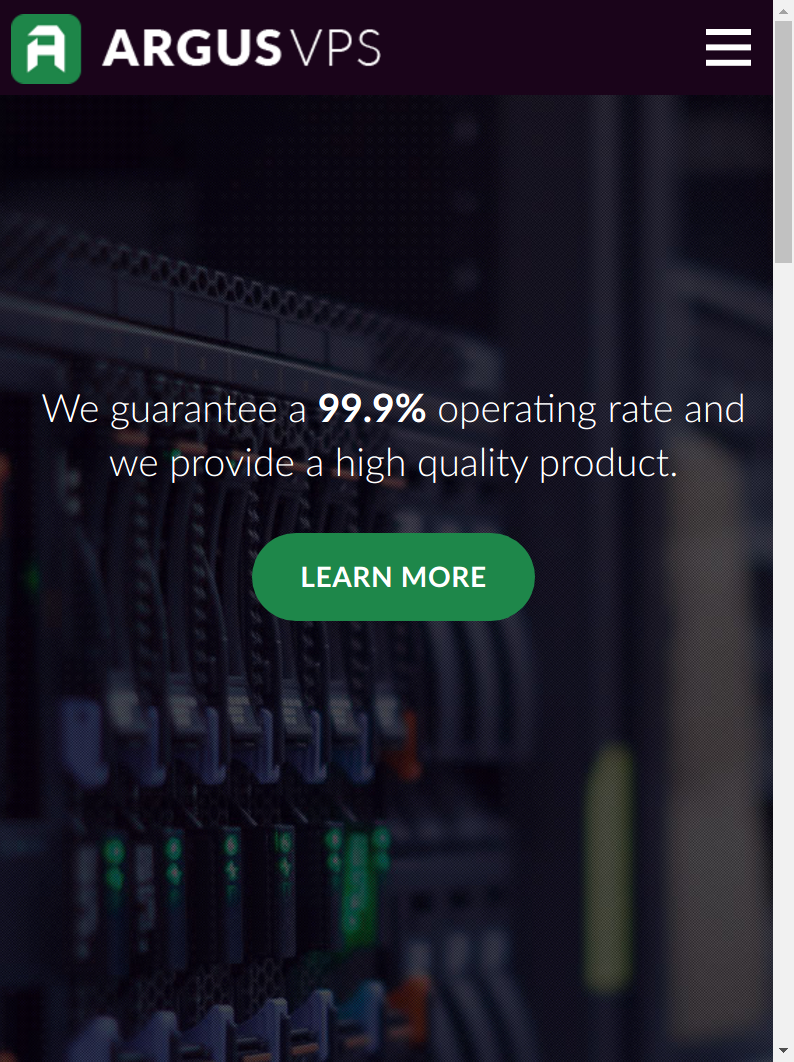 ARGUS VPS
We guarantee a 99.9% operating rate and
we provide a high quality product.
LEARN MORE